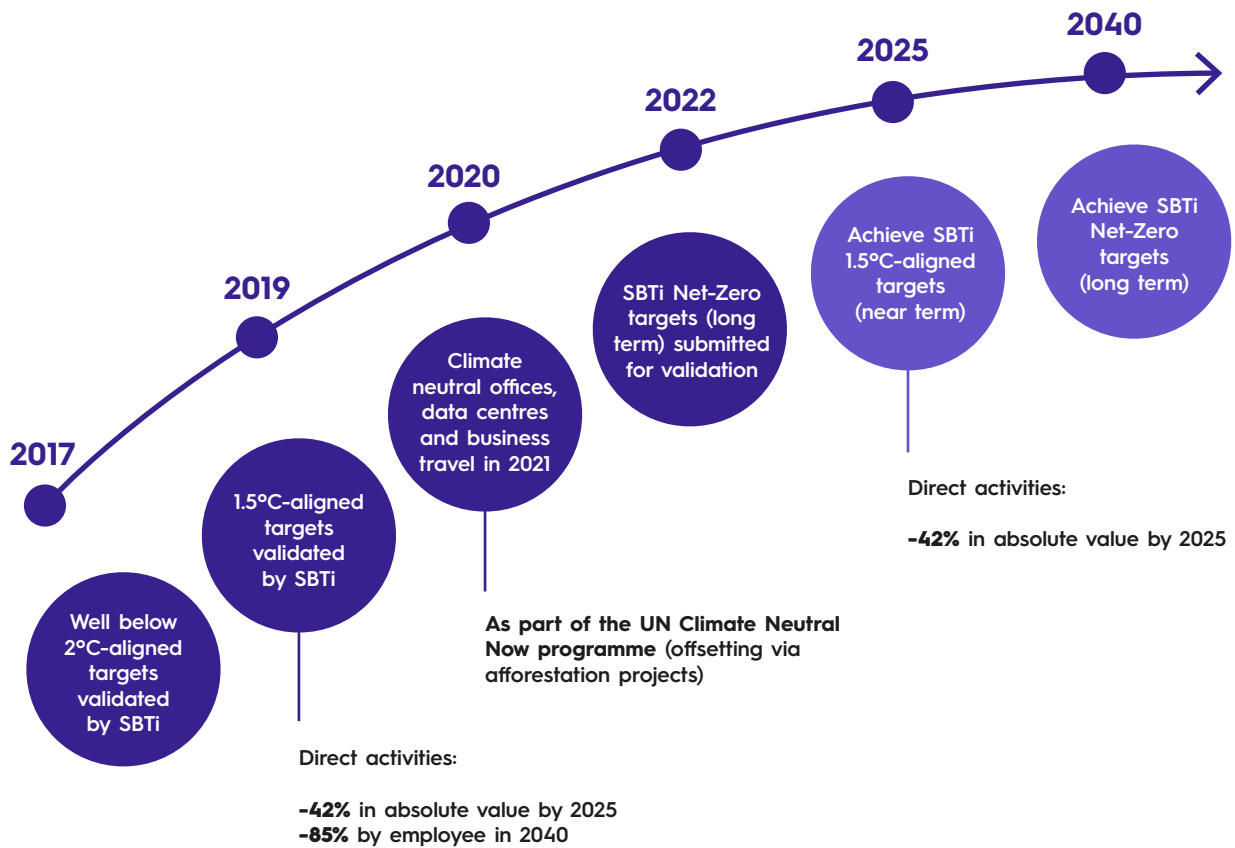 2017
Well below
2°C-aligned
targets
validated
by SBTi
2019
1.5°C-aligned
targets
validated
by SBTi
Direct activities:
-42% in absolute value by 2025
-85% by employee in 2040
2020
Climate
neutral offices,
data centres
and business
travel in 2021
As part of the UN Climate Neutral
Now programme (offsetting via
afforestation projects)
2022
SBTi Net-Zero
targets (long
term) submitted
for validation
2025
Achieve SBTi
1.5°C-aligned
targets
(near term)
Direct activities:
-42% in absolute value by 2025
2040
Achieve SBTi
Net-Zero
targets
(long term)